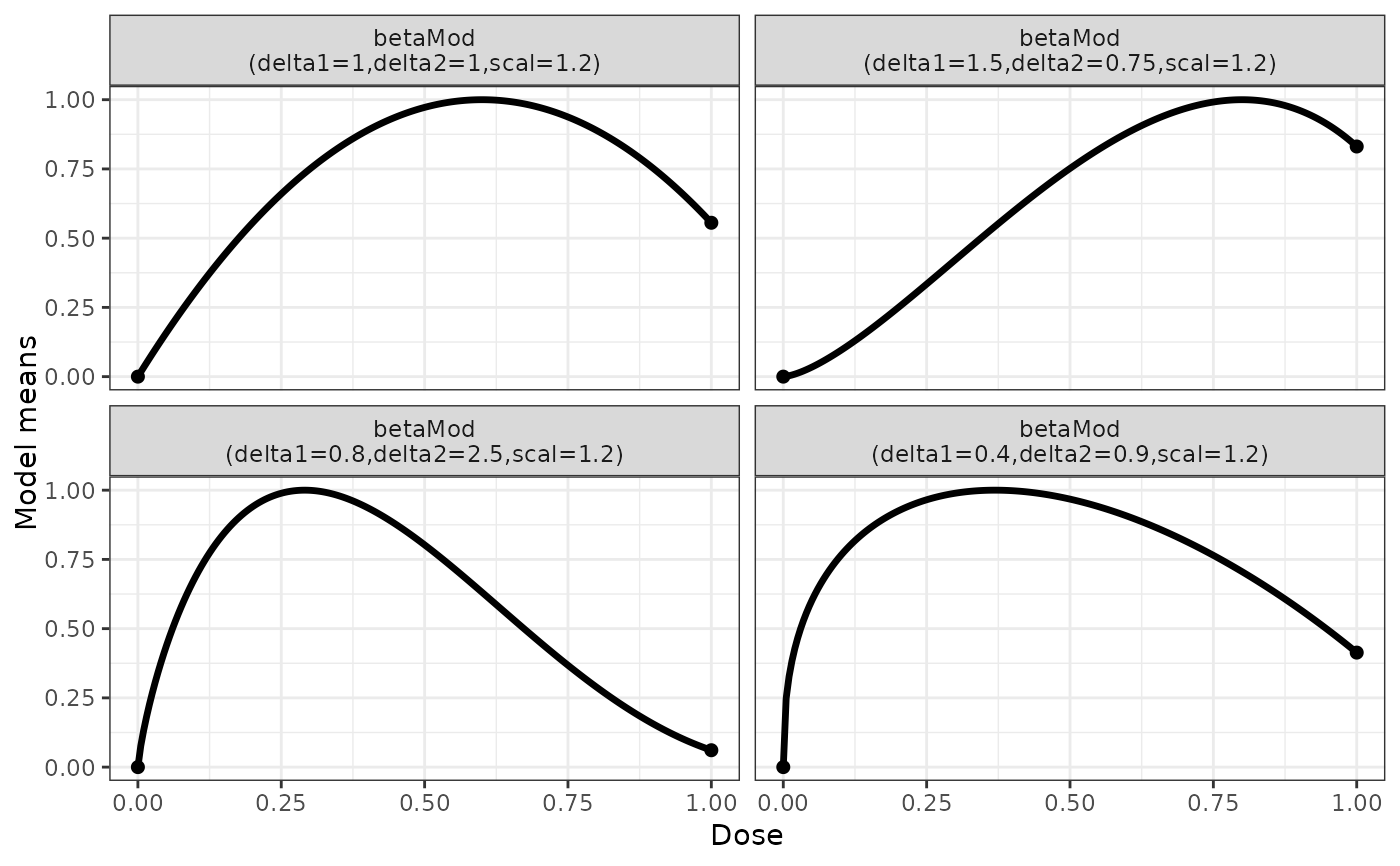 betaMod
(delta1=1,delta2=1,scal=1.2)
betaMod
(delta1=1.5,delta2=0.75,scal=1.2)
1.00
0.75
0.50
0.25
0.00
betaMod
(delta1=0.8,delta2=2.5,scal=1.2)
betaMod
(delta1=0.4,delta2=0.9,scal=1.2)
1.00
0.75
0.50
0.25
0.00
Model means
0.00 0.25 0.50 0.75 1.00
0.00 0.25 0.50 0.75 1.00
Dose